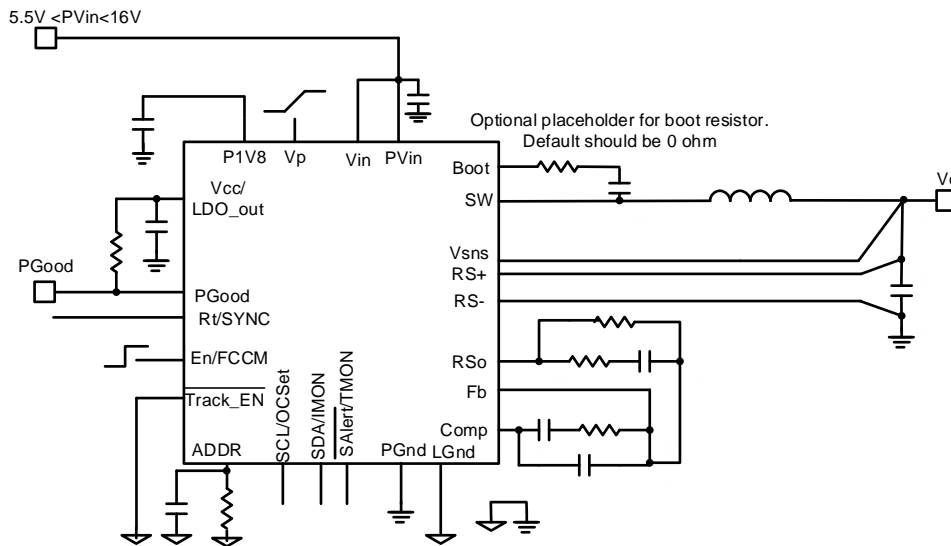 5.5V <PVin<16V
Optional placeholder for boot resistor.
Default should be 0 ohm
P1V8
Vp
Vin
PVin
Boot
Vcc/
LDO_out
SW
Vsns
RS+
RS-
PGood
PGood
Rt/SYNC
En/FCCM
RSo
Track_EN
Fb
Comp
ADDR
SCL/OCSet
SDA/IMON
SAlert/TMON
PGnd
LGnd